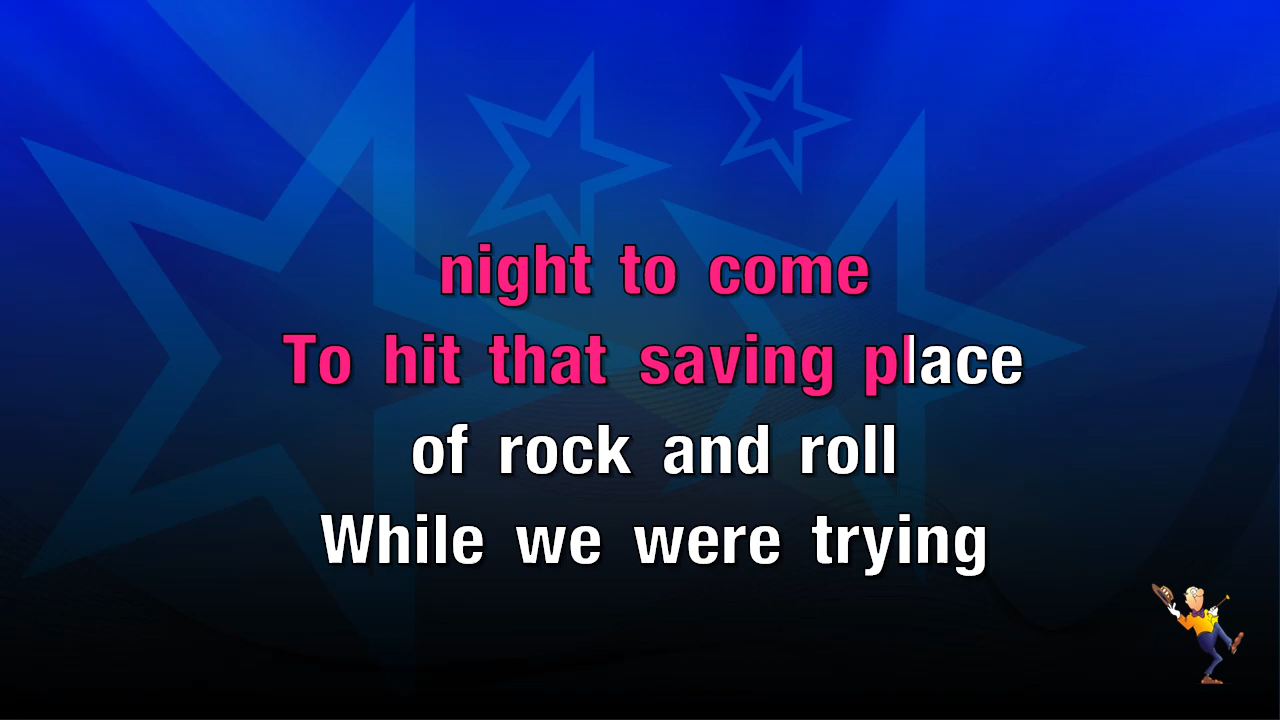 night to come
To hit that saving place
of rock and roll
While we were trying